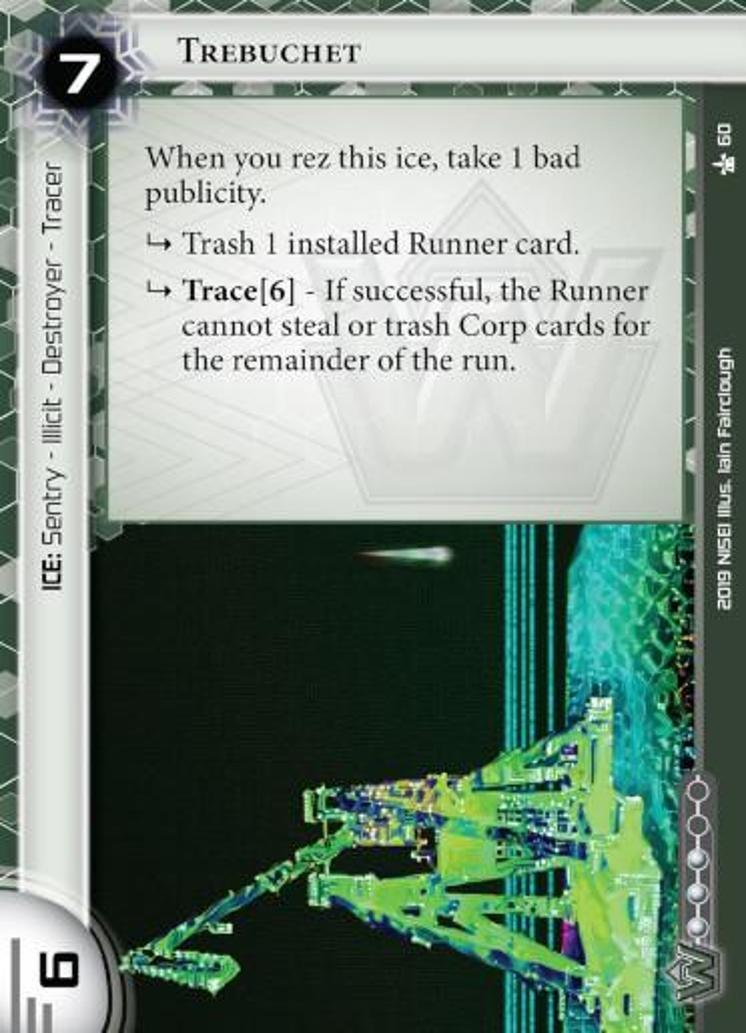 7
TREBUCHET
When you rez this ice, take 1 bad
publicity.
↳ Trash 1 installed Runner card.
↳ Trace[6] - If successful, the Runner
cannot steal or trash Corp cards for
the remainder of the run.
ICE: Sentry - Illicit - Destroyer - Tracer
6
60
2019 NISEI Illus. Iain Fairclough